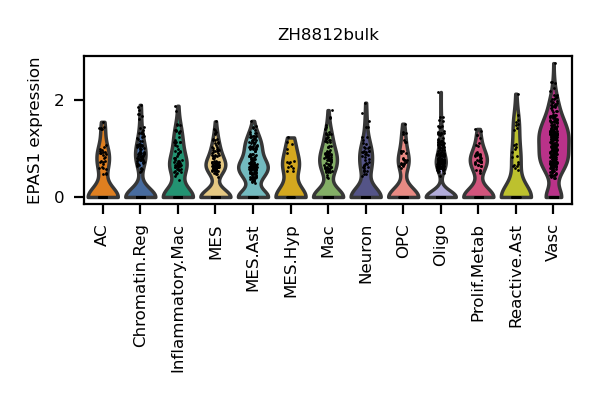 ZH8812bulk
EPAS1 expression
2
0
AC
Chromatin.Reg
Inflammatory.Mac
MES
MES.Ast
MES.Hyp
Mac
Neuron
OPC
Oligo
Prolif.Metab
Reactive.Ast
Vasc